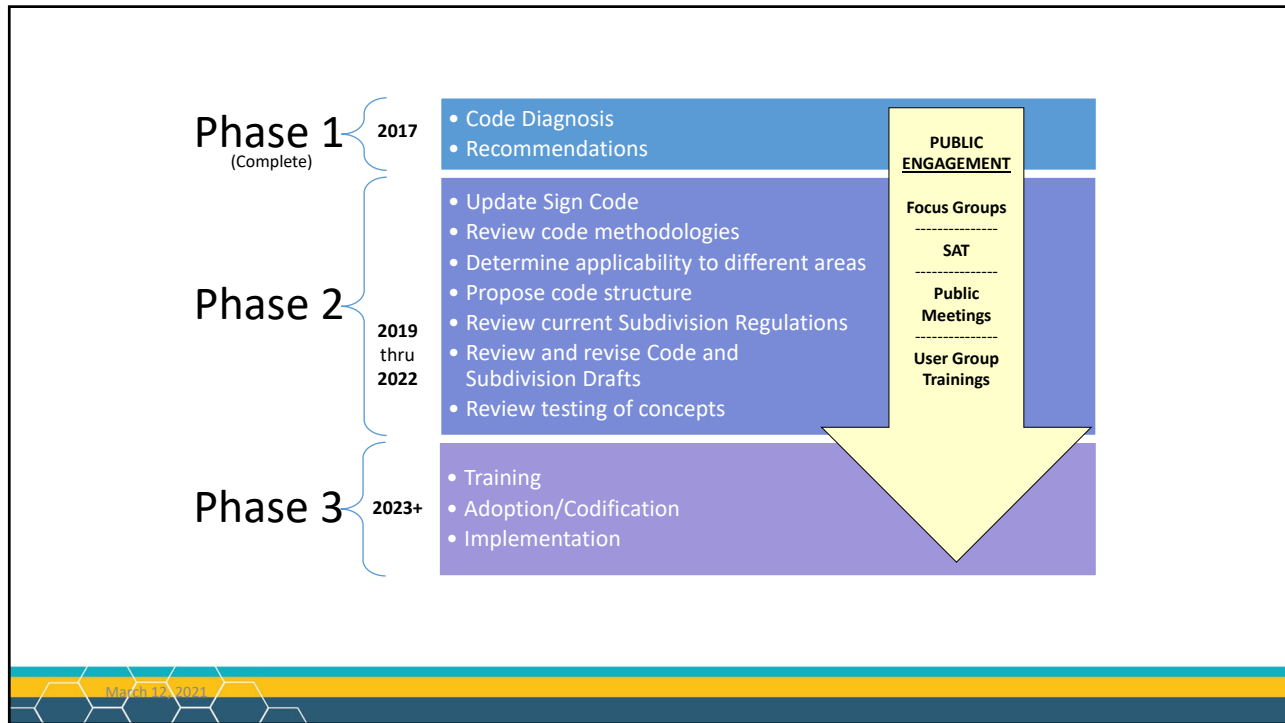 Phase 1
(Complete)
2017
• Code Diagnosis
• Recommendations
Phase 2
2019
thru
2022
• Update Sign Code
• Review code methodologies
• Determine applicability to different areas
• Propose code structure
• Review current Subdivision Regulations
• Review and revise Code and
Subdivision Drafts
• Review testing of concepts
Phase 3
2023+
• Training
• Adoption/Codification
• Implementation
PUBLIC
ENGAGEMENT
Focus Groups
---------------
SAT
---------------
Public
Meetings
---------------
User Group
Trainings
March 12, 2021